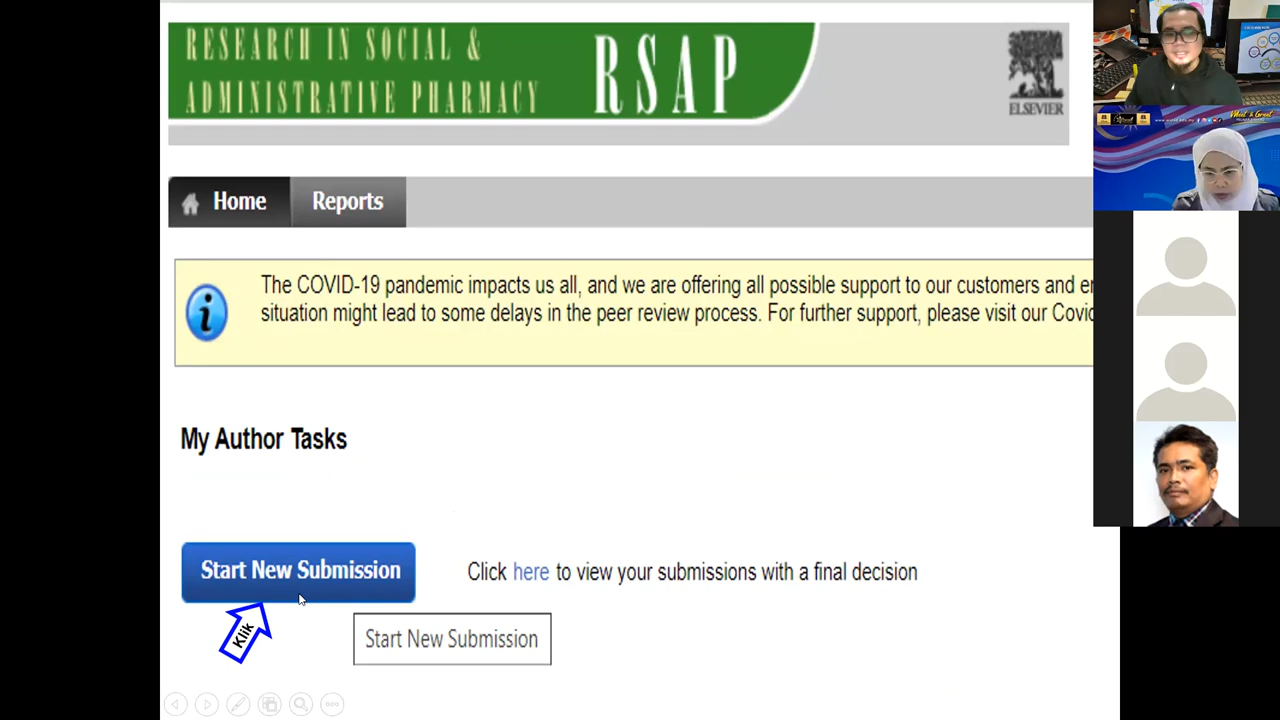 RESEARCH IN SOCIAL &
ADMINISTRATIVE PHARMACY
RSAP
ELSEVIER
Home
Reports
The COVID-19 pandemic impacts us all, and we are offering all possible support to our customers and
situation might lead to some delays in the peer review process. For further support, please visit our Covid
My Author Tasks
Start New Submission
Click here to view your submissions with a final decision
Klik
Start New Submission
Meet & Greet